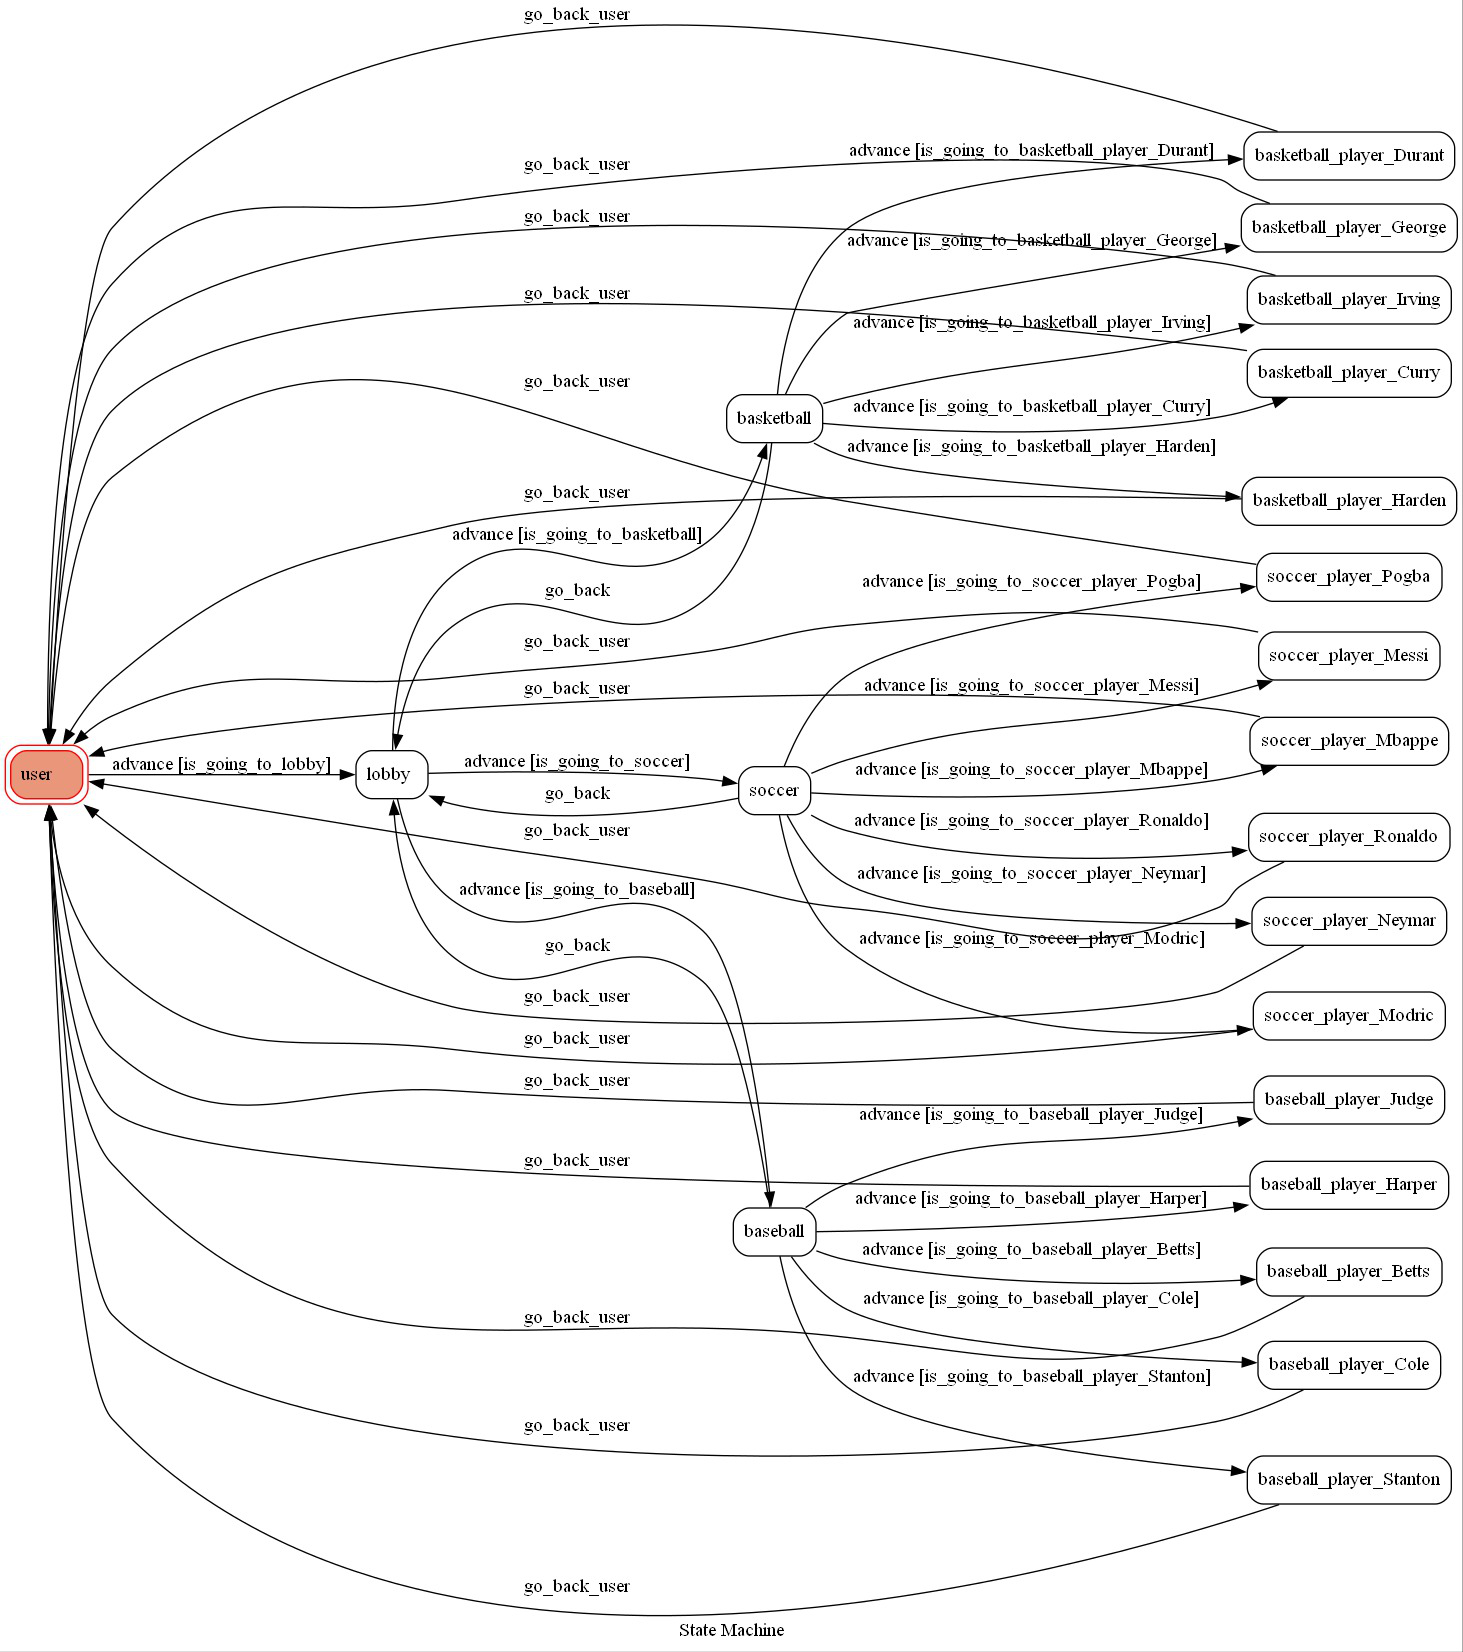 go_back_user
advance [is_going_to_basketball_player_Durant]
basketball_player_Durant
go_back_user
go_back_user
basketball_player_George
advance [is_going_to_basketball_player_George]
go_back_user
basketball_player_Irving
advance [is_going_to_basketball_player_Irving]
go_back_user
basketball_player_Curry
advance [is_going_to_basketball_player_Curry]
basketball
advance [is_going_to_basketball_player_Harden]
go_back_user
basketball_player_Harden
advance [is_going_to_basketball]
go_back
advance [is_going_to_soccer_player_Pogba]
soccer_player_Pogba
go_back_user
soccer_player_Messi
go_back_user
advance [is_going_to_soccer_player_Messi]
soccer_player_Mbappe
user
advance [is_going_to_lobby]
lobby
advance [is_going_to_soccer]
advance [is_going_to_soccer_player_Mbappe]
go_back
soccer
go_back_user
advance [is_going_to_soccer_player_Ronaldo]
soccer_player_Ronaldo
advance [is_going_to_baseball]
advance [is_going_to_soccer_player_Neymar]
soccer_player_Neymar
go_back
advance [is_going_to_soccer_player_Modric]
go_back_user
soccer_player_Modric
go_back_user
go_back_user
baseball_player_Judge
advance [is_going_to_baseball_player_Judge]
go_back_user
baseball_player_Harper
advance [is_going_to_baseball_player_Harper]
baseball
advance [is_going_to_baseball_player_Betts]
baseball_player_Betts
advance [is_going_to_baseball_player_Cole]
go_back_user
baseball_player_Cole
advance [is_going_to_baseball_player_Stanton]
go_back_user
baseball_player_Stanton
go_back_user
State Machine